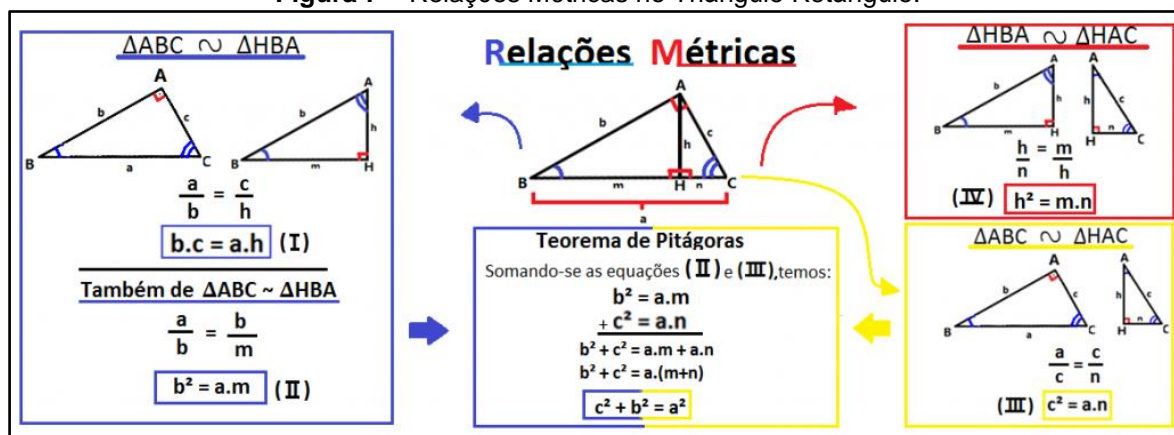 Figura I – Relações Métricas no Triângulo Retângulo.
ΔABC ∾ ΔHBA
A
b
c
B
a
C
A
b
h
B
m
H
a/b = c/h
b.c = a.h (I)
Também de ΔABC ~ ΔHBA
a/b = b/m
b² = a.m (II)
Relações Métricas
A
b
c
h
B
m
H
n
C
a
Teorema de Pitágoras
Somando-se as equações (II) e (III),temos:
b² = a.m
+ c² = a.n
b² + c² = a.m + a.n
b² + c² = a.(m+n)
c² + b² = a²
ΔHBA ∾ ΔHAC
A
b
h
B
m
H
A
h
c
H
n
C
h/n = m/h
(IV) h² = m.n
ΔABC ∾ ΔHAC
A
b
c
B
a
C
A
h
c
H
n
C
a/c = c/n
(III) c² = a.n